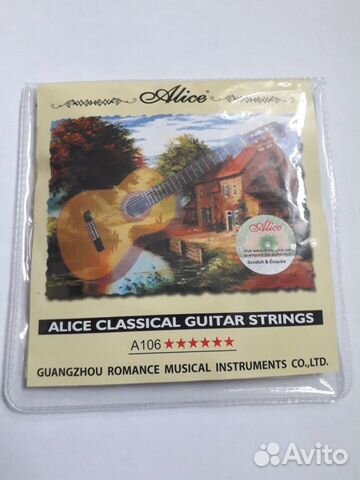 Alice®
Alice®
Scratch & Enquire
ALICE CLASSICAL GUITAR STRINGS
A106 ★★★★★★
GUANGZHOU ROMANCE MUSICAL INSTRUMENTS CO.,LTD.
Avito